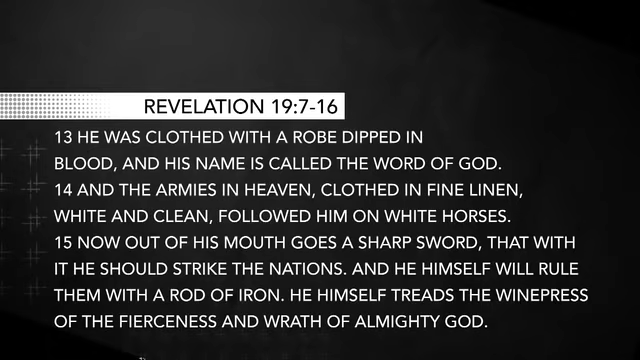 REVELATION 19:7-16
13 HE WAS CLOTHED WITH A ROBE DIPPED IN
BLOOD, AND HIS NAME IS CALLED THE WORD OF GOD.
14 AND THE ARMIES IN HEAVEN, CLOTHED IN FINE LINEN,
WHITE AND CLEAN, FOLLOWED HIM ON WHITE HORSES.
15 NOW OUT OF HIS MOUTH GOES A SHARP SWORD, THAT WITH
IT HE SHOULD STRIKE THE NATIONS. AND HE HIMSELF WILL RULE
THEM WITH A ROD OF IRON. HE HIMSELF TREADS THE WINEPRESS
OF THE FIERCENESS AND WRATH OF ALMIGHTY GOD.